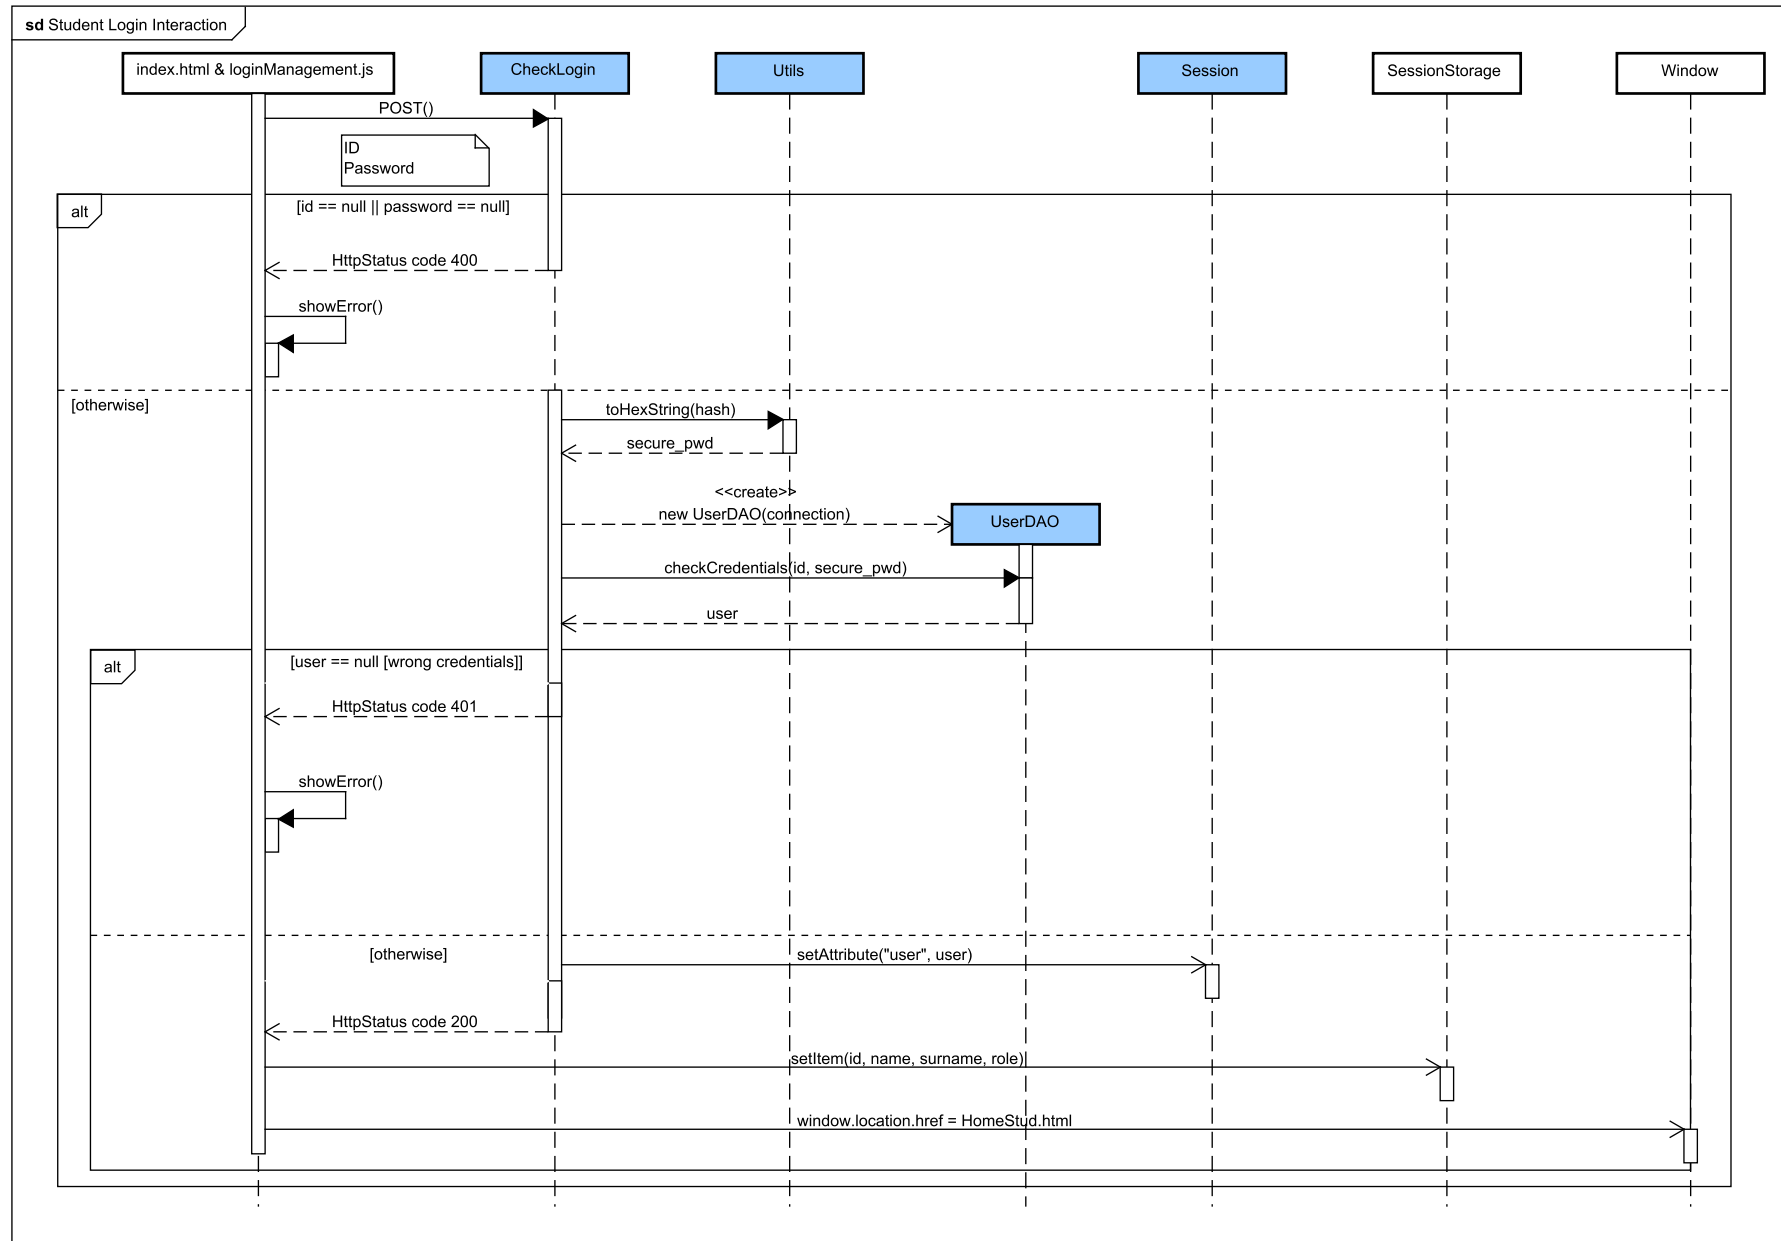 sd Student Login Interaction
index.html & loginManagement.js
CheckLogin
Utils
Session
SessionStorage
Window
POST()
ID
Password
alt
[id == null || password == null]
HttpStatus code 400
showError()
[otherwise]
toHexString(hash)
secure_pwd
<<create>>
new UserDAO(connection)
UserDAO
checkCredentials(id, secure_pwd)
user
alt
[user == null [wrong credentials]]
HttpStatus code 401
showError()
[otherwise]
setAttribute("user", user)
HttpStatus code 200
setItem(id, name, surname, role)
window.location.href = HomeStud.html